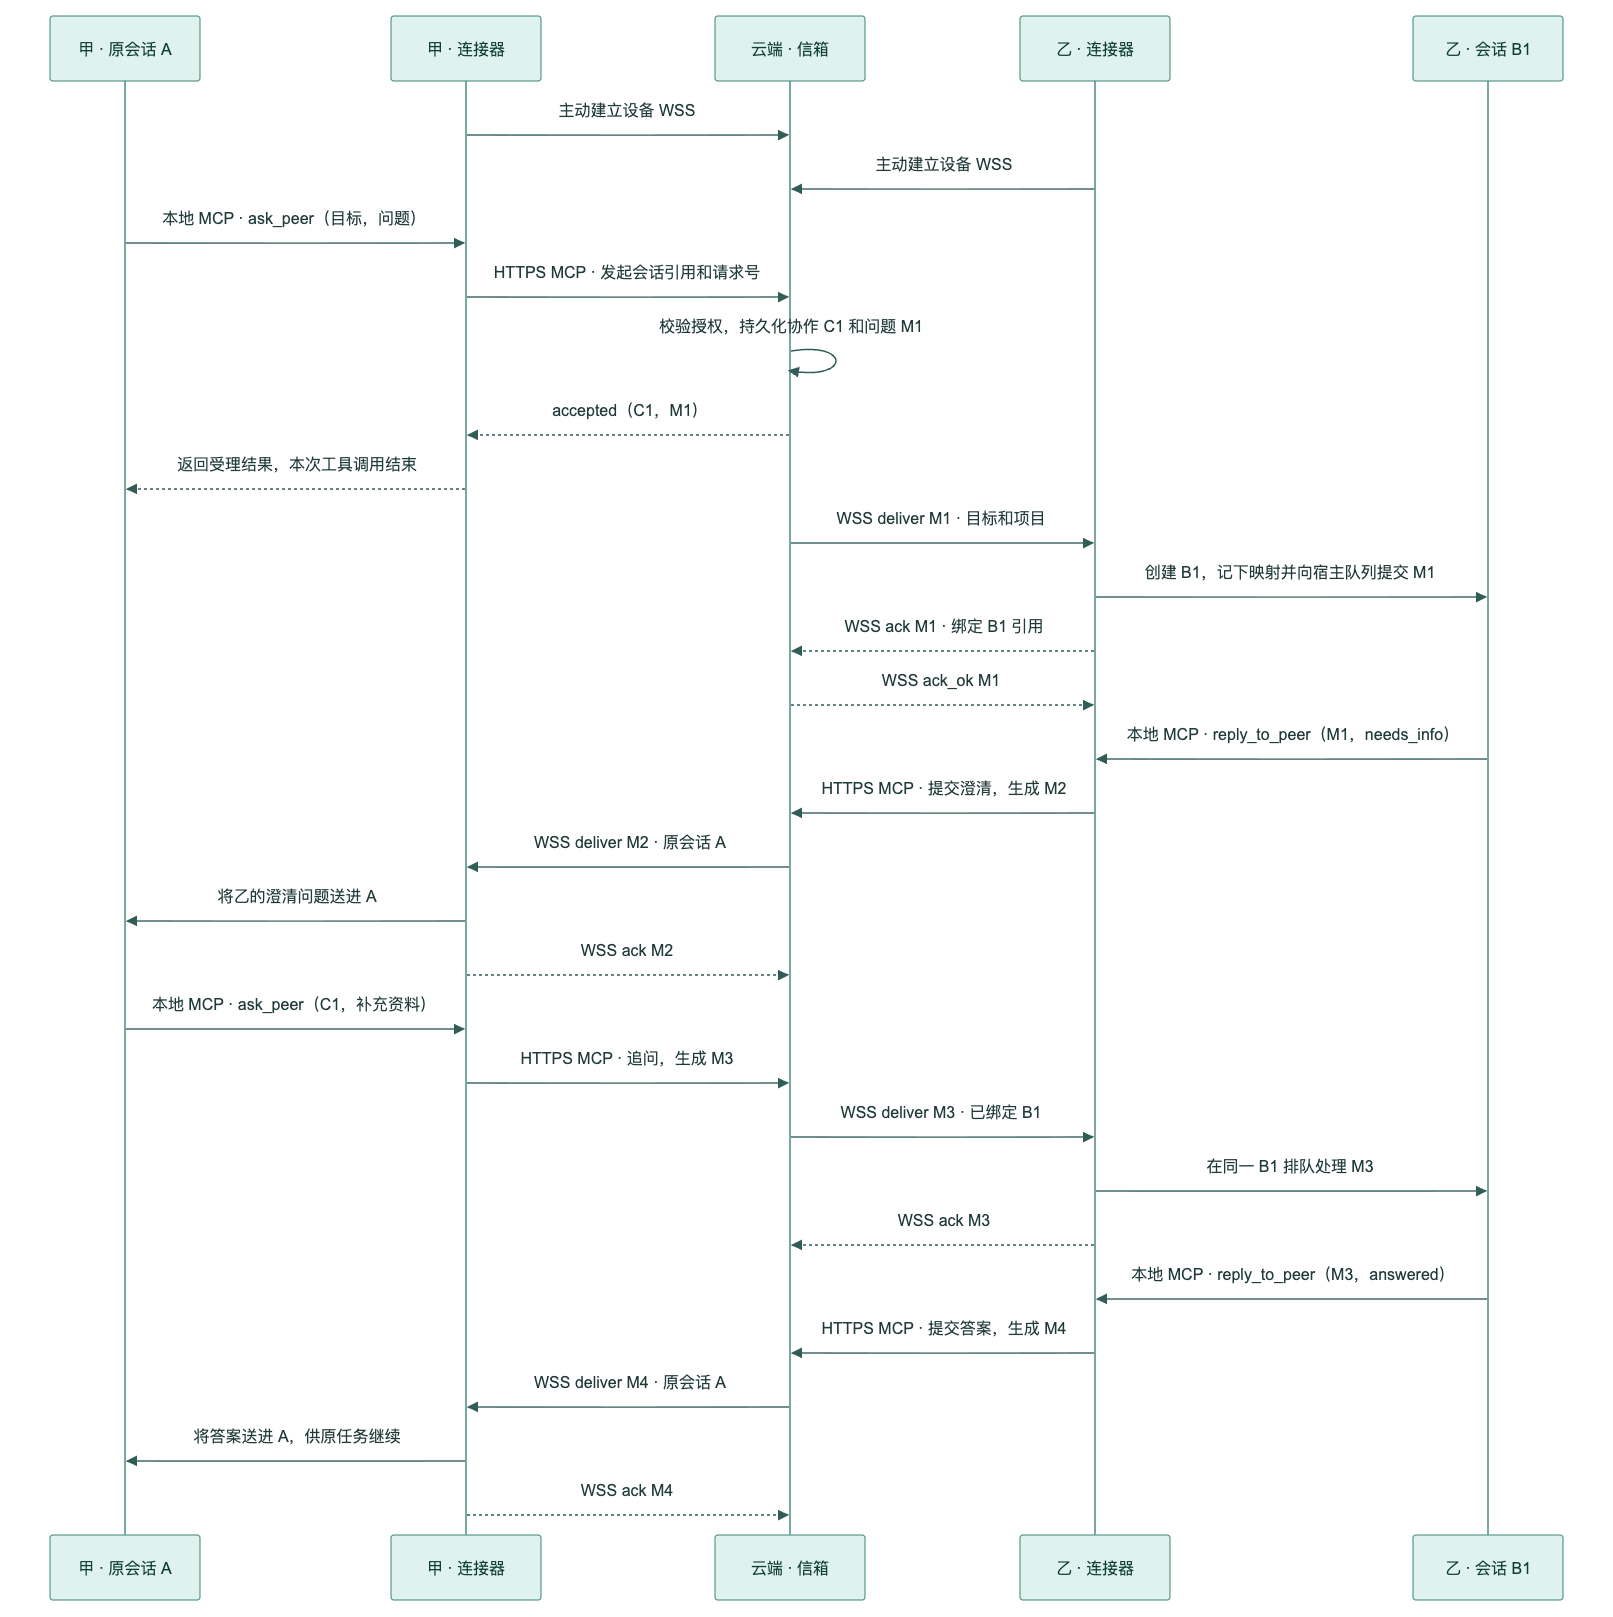 甲 · 原会话 A
甲 · 连接器
云端 · 信箱
乙 · 连接器
乙 · 会话 B1
主动建立设备 WSS
主动建立设备 WSS
本地 MCP · ask_peer（目标，问题）
HTTPS MCP · 发起会话引用和请求号
校验授权，持久化协作 C1 和问题 M1
accepted（C1，M1）
返回受理结果，本次工具调用结束
WSS deliver M1 · 目标和项目
创建 B1，记下映射并向宿主队列提交 M1
WSS ack M1 · 绑定 B1 引用
WSS ack_ok M1
本地 MCP · reply_to_peer（M1，needs_info）
HTTPS MCP · 提交澄清，生成 M2
WSS deliver M2 · 原会话 A
将乙的澄清问题送进 A
WSS ack M2
本地 MCP · ask_peer（C1，补充资料）
HTTPS MCP · 追问，生成 M3
WSS deliver M3 · 已绑定 B1
在同一 B1 排队处理 M3
WSS ack M3
本地 MCP · reply_to_peer（M3，answered）
HTTPS MCP · 提交答案，生成 M4
WSS deliver M4 · 原会话 A
将答案送进 A，供原任务继续
WSS ack M4
甲 · 原会话 A
甲 · 连接器
云端 · 信箱
乙 · 连接器
乙 · 会话 B1